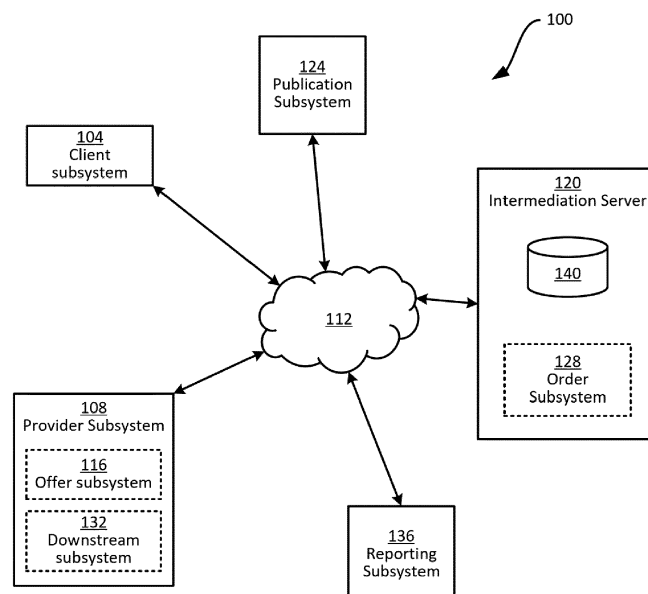 100
124
Publication
Subsystem
104
Client
subsystem
120
Intermediation Server
140
112
128
Order
Subsystem
108
Provider Subsystem
116
Offer subsystem
132
Downstream
subsystem
136
Reporting
Subsystem